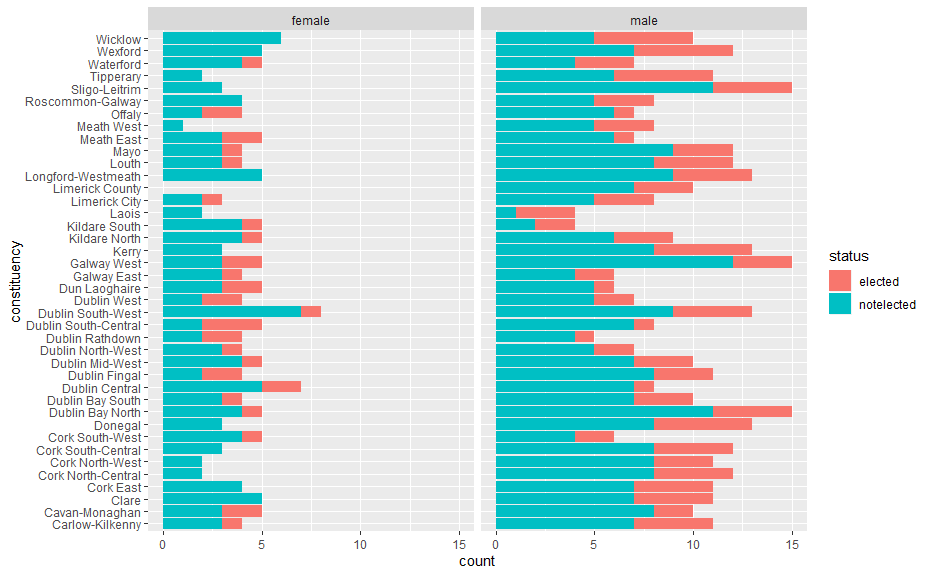 female
male
Wicklow
Wexford
Waterford
Tipperary
Sligo-Leitrim
Roscommon-Galway
Offaly
Meath West
Meath East
Mayo
Louth
Longford-Westmeath
Limerick County
Limerick City
Laois
Kildare South
Kildare North
Kerry
Galway West
Galway East
Dun Laoghaire
Dublin West
Dublin South-West
Dublin South-Central
Dublin Rathdown
Dublin North-West
Dublin Mid-West
Dublin Fingal
Dublin Central
Dublin Bay South
Dublin Bay North
Donegal
Cork South-West
Cork South-Central
Cork North-West
Cork North-Central
Cork East
Clare
Cavan-Monaghan
Carlow-Kilkenny
constituency
0 5 10 15
0 5 10 15
count
status
elected
notelected